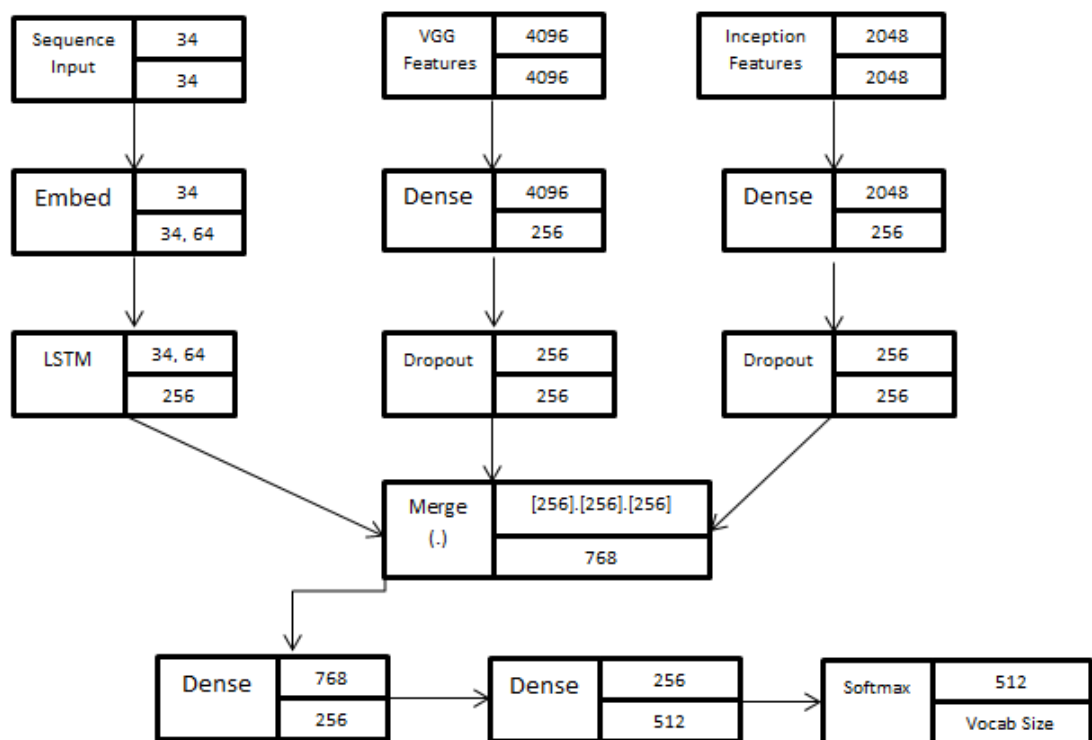 Sequence
Input
34
34
VGG
Features
4096
4096
Inception
Features
2048
2048
Embed
34
34, 64
Dense
4096
256
Dense
2048
256
LSTM
34, 64
256
Dropout
256
256
Dropout
256
256
Merge
(.)
[256].[256].[256]
768
Dense
768
256
Dense
256
512
Softmax
512
Vocab Size